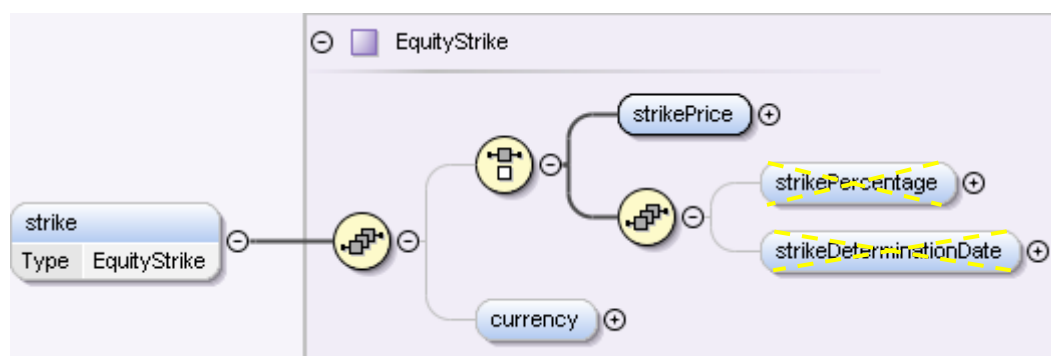 EquityStrike
strikePrice
strikePercentage
strike
Type EquityStrike
strikeDeterminationDate
currency